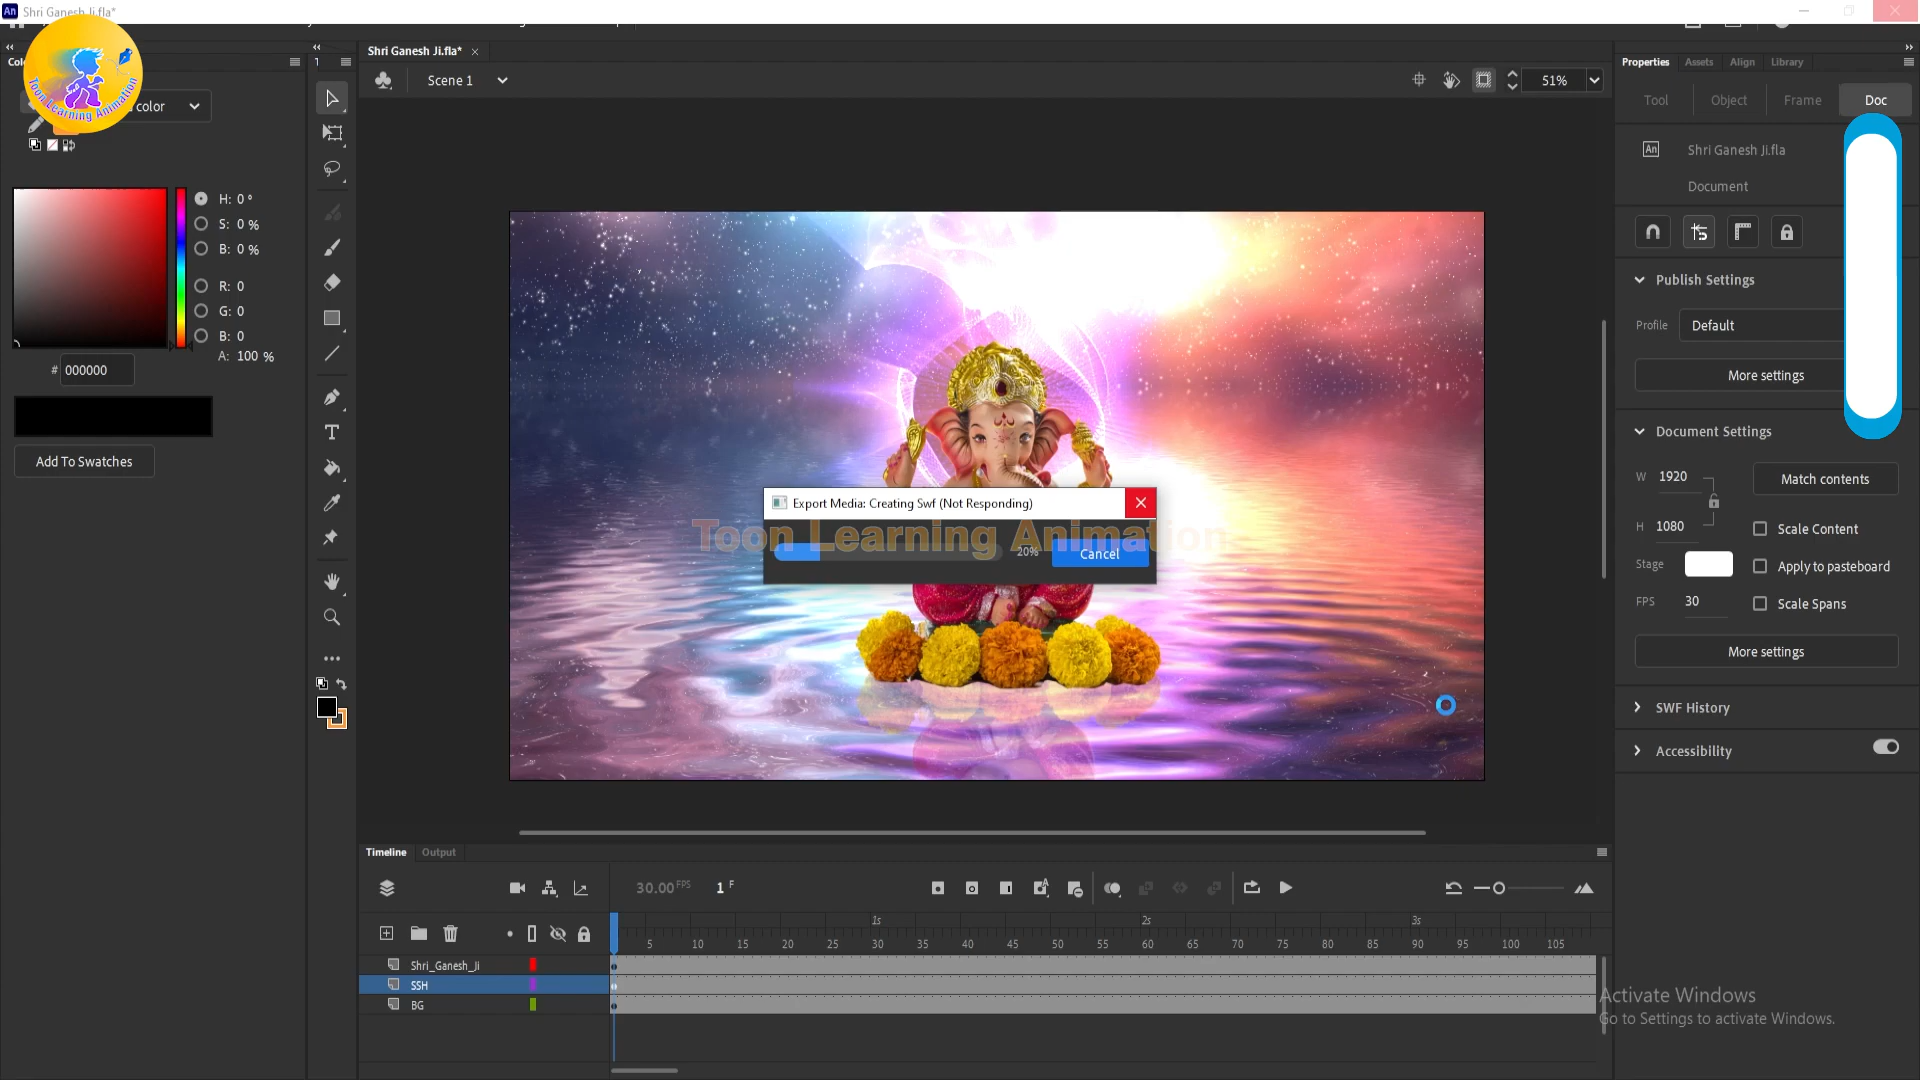 An Shri Ganesh Ji.fla*
Toon Learning Animation
color
H: 0 °
S: 0 %
B: 0 %
R: 0
G: 0
B: 0
A: 100 %
# 000000
Add To Swatches
Shri Ganesh Ji.fla*
Scene 1
51%
Export Media: Creating Swf (Not Responding)
Toon Learning Animation
20%
Cancel
Properties Assets Align Library
Tool Object Frame Doc
An Shri Ganesh Ji.fla
Document
Publish Settings
Profile Default
More settings
Document Settings
W 1920 Match contents
H 1080 Scale Content
Stage Apply to pasteboard
FPS 30 Scale Spans
More settings
SWF History
Accessibility
Timeline Output
30.00 FPS 1 F
1s 2s 3s
5 10 15 20 25 30 35 40 45 50 55 60 65 70 75 80 85 90 95 100 105
Shri_Ganesh_Ji
SSH
BG
Activate Windows
Go to Settings to activate Windows.